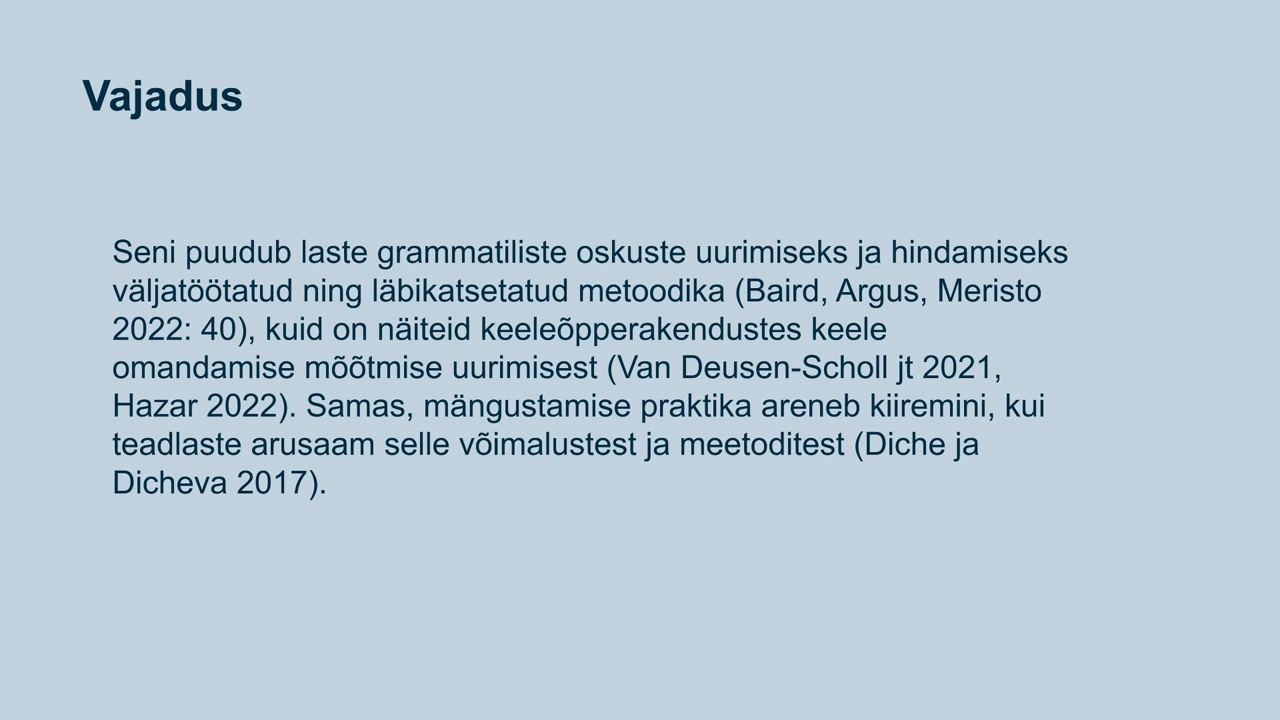 Vajadus
Seni puudub laste grammatiliste oskuste uurimiseks ja hindamiseks
väljatöötatud ning läbikatsetatud metoodika (Baird, Argus, Meristo
2022: 40), kuid on näiteid keeleõpperakendustes keele
omandamise mõõtmise uurimisest (Van Deusen-Scholl jt 2021,
Hazar 2022). Samas, mängustamise praktika areneb kiiremini, kui
teadlaste arusaam selle võimalustest ja meetoditest (Diche ja
Dicheva 2017).